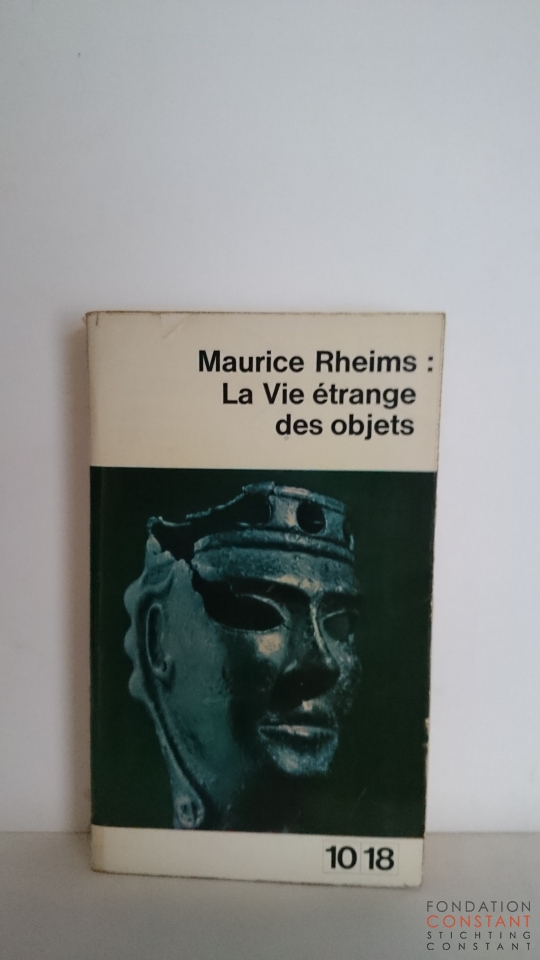 Maurice Rheims :
La Vie étrange
des objets
10 18
FONDATION
CONSTANT
STICHTING
CONSTANT